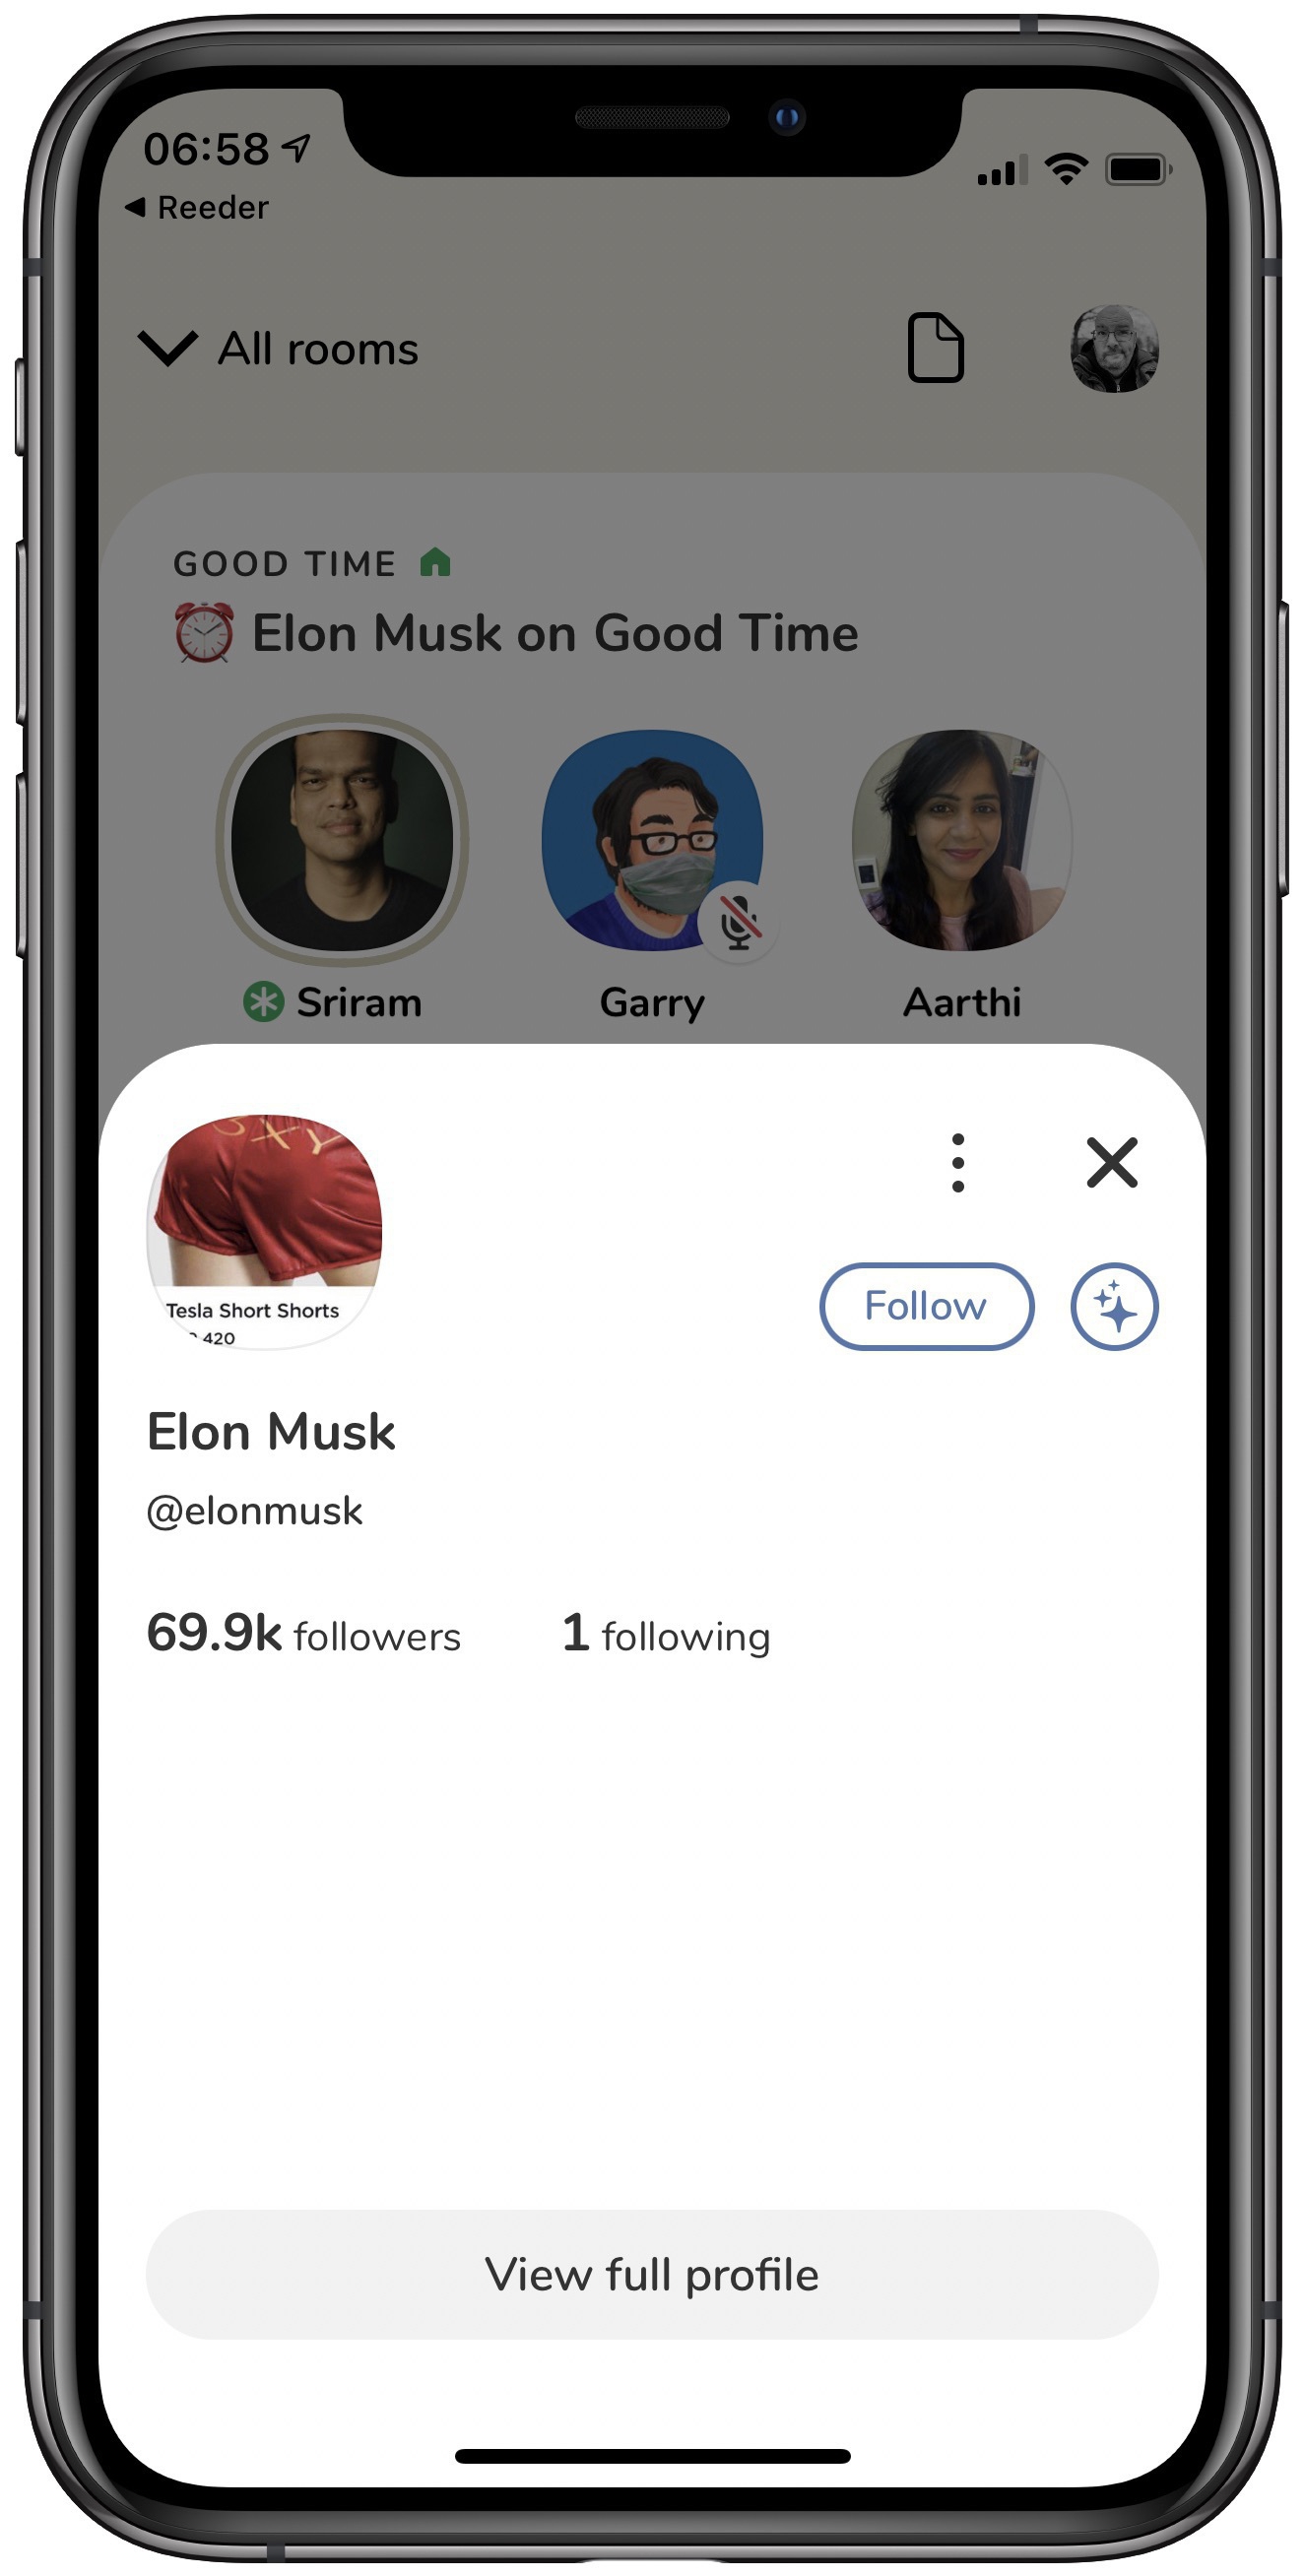 06:58
Reeder
All rooms
GOOD TIME
Elon Musk on Good Time
Sriram
Garry
Aarthi
Tesla Short Shorts
420
Follow
Elon Musk
@elonmusk
69.9k followers 1 following
View full profile